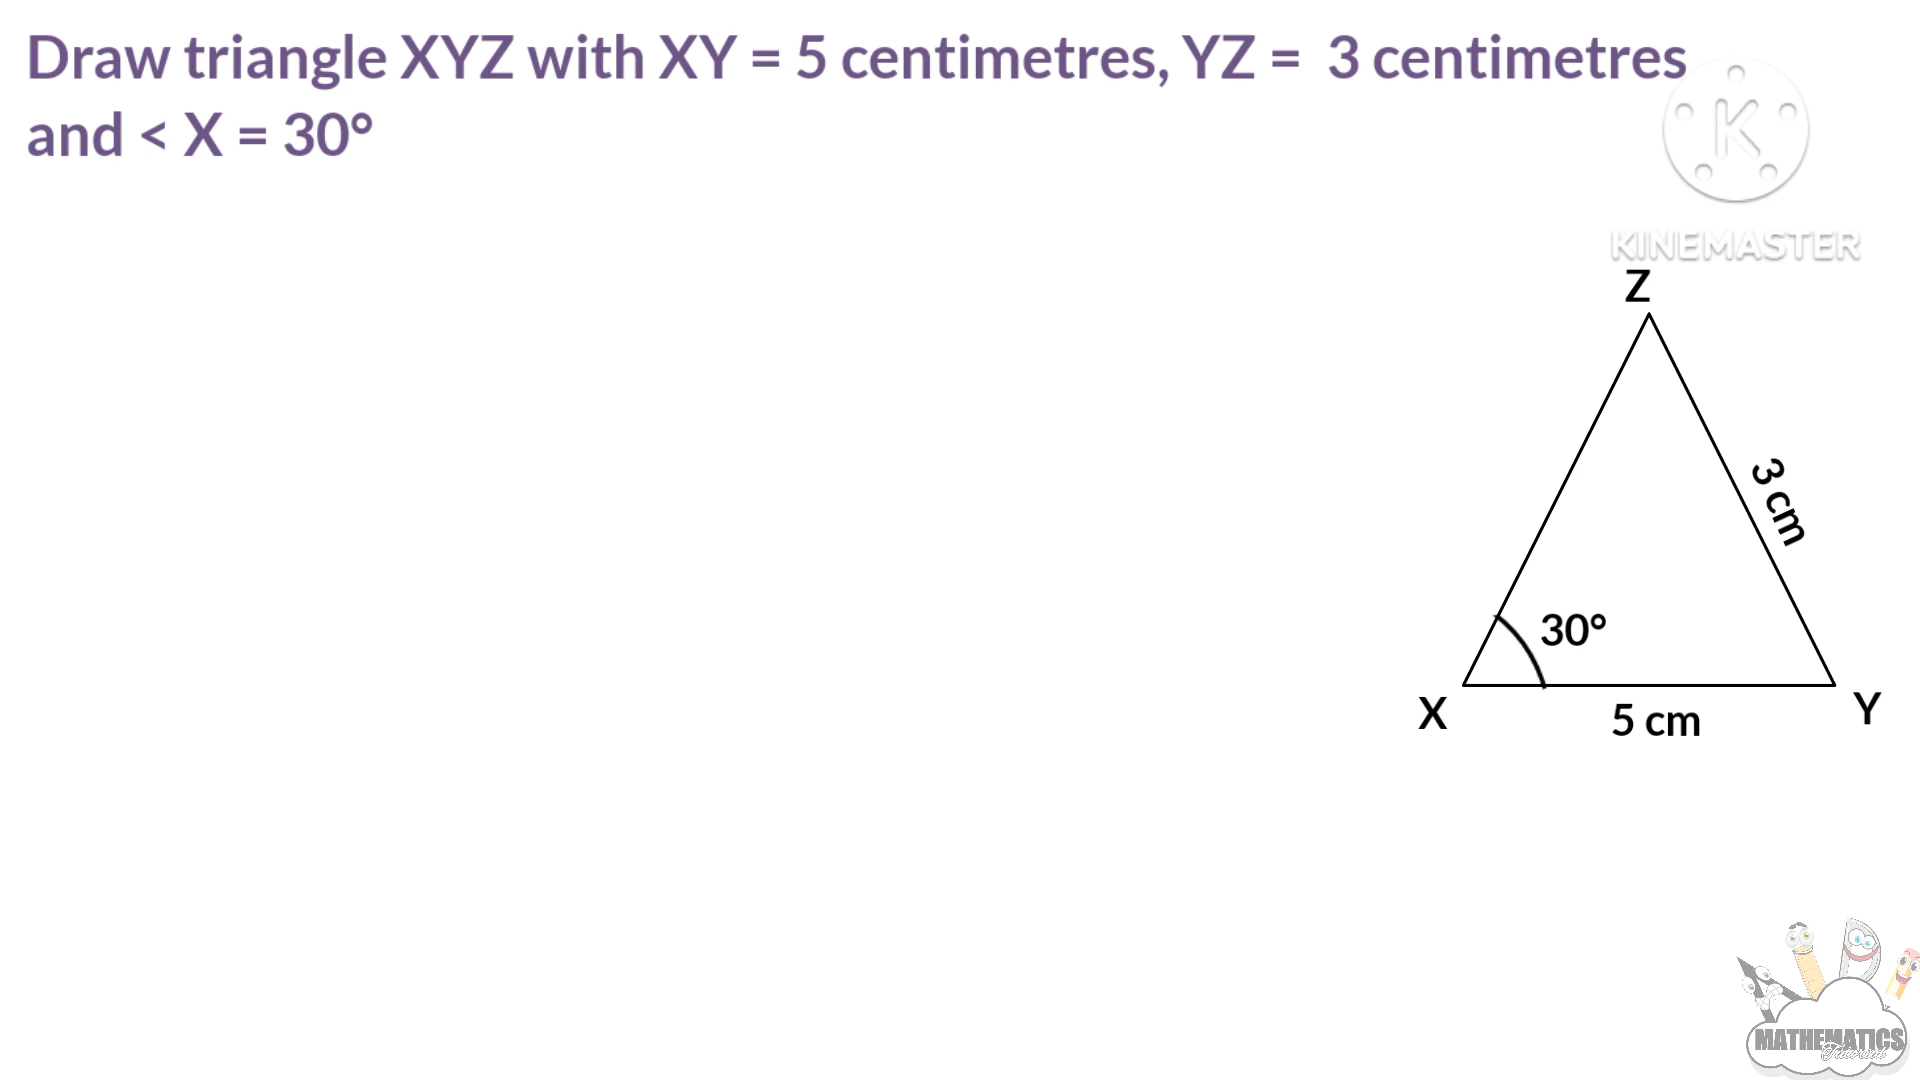 Draw triangle XYZ with XY = 5 centimetres, YZ = 3 centimetres
and < X = 30°
K
KINEMASTER
Z
3 cm
30°
X
5 cm
Y
MATHEMATICS
Tutorial